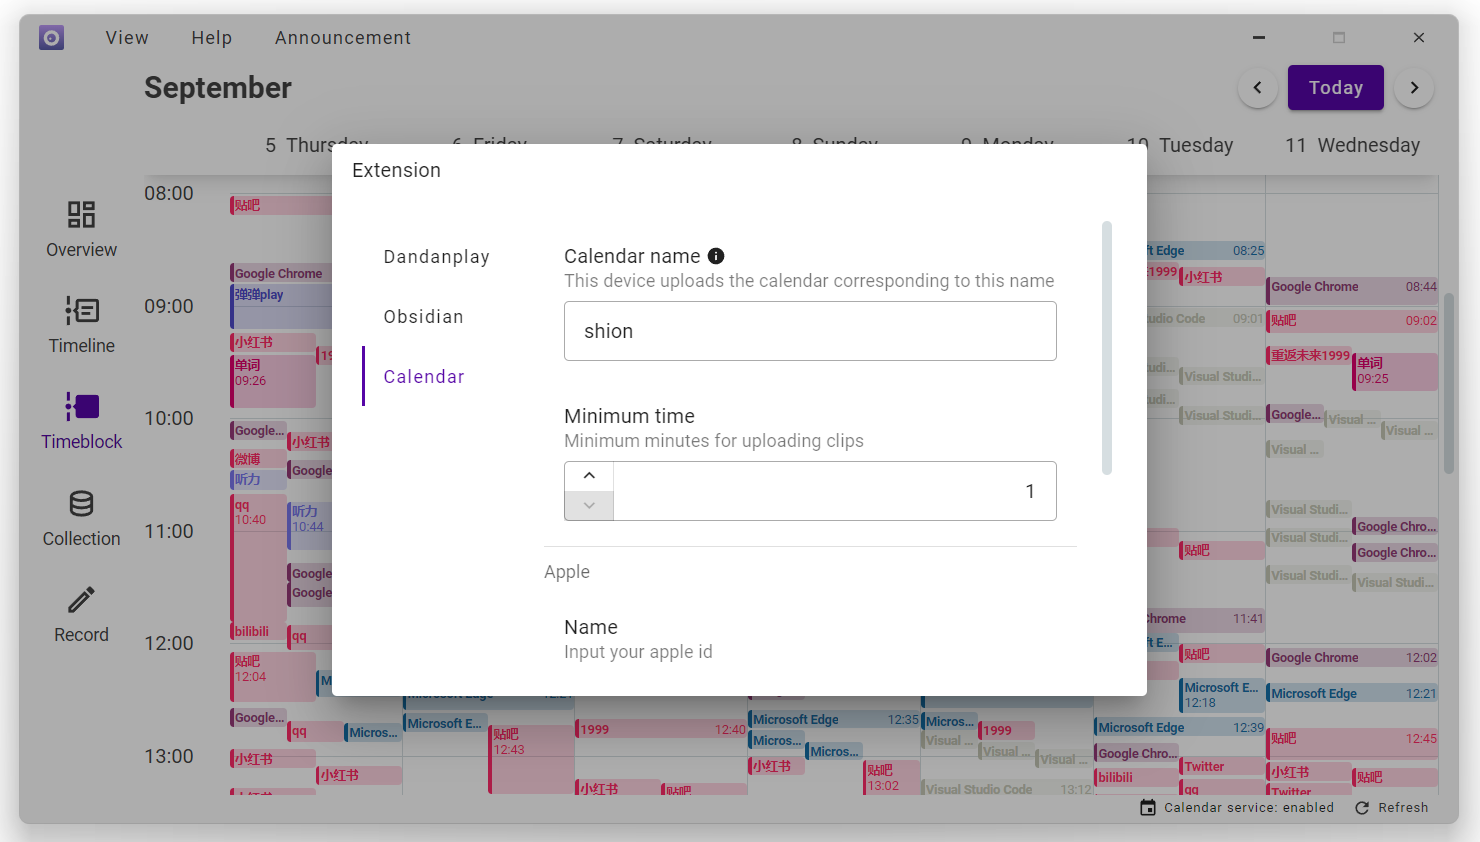 View Help Announcement
September
Today
5 Thursday 6 Friday 7 Saturday 8 Sunday 9 Monday 10 Tuesday 11 Wednesday
Extension
Dandanplay
Obsidian
Calendar
Calendar name
This device uploads the calendar corresponding to this name
shion
Minimum time
Minimum minutes for uploading clips
1
Apple
Name
Input your apple id
Overview
Timeline
Timeblock
Collection
Record
08:00
09:00
10:00
11:00
12:00
13:00
贴吧
Google Chrome
弹弹play
小红书
单词
09:26
Google...
小红书
微博
Google
听力
qq
10:40
听力
10:44
Google
Google
bilibili
qq
贴吧
12:04
Google...
qq
Micros...
小红书
小红书
Microsoft E...
贴吧
12:43
1999 12:40
小红书
贴吧
Microsoft Edge 12:35
Micros...
Micros...
小红书
贴吧
13:02
Micros...
1999
Visual ...
Visual ...
Visual ...
Visual Studio Code 13:12
08:25
小红书
09:01
Visual Studi...
Visual Studi...
贴吧
11:41
贴吧
Microsoft E...
12:18
Microsoft Edge 12:39
Google Chro...
Twitter
bilibili
qq
Google Chrome 08:44
贴吧 09:02
重返未来1999
单词
09:25
Google...
Visual ...
Visual ...
Visual ...
Visual Studi...
Google Chro...
Visual Studi...
Google Chro...
Visual Studi...
Visual Studi...
Google Chrome 12:02
Microsoft Edge 12:21
贴吧 12:45
小红书
贴吧
Twitter
Calendar service: enabled Refresh